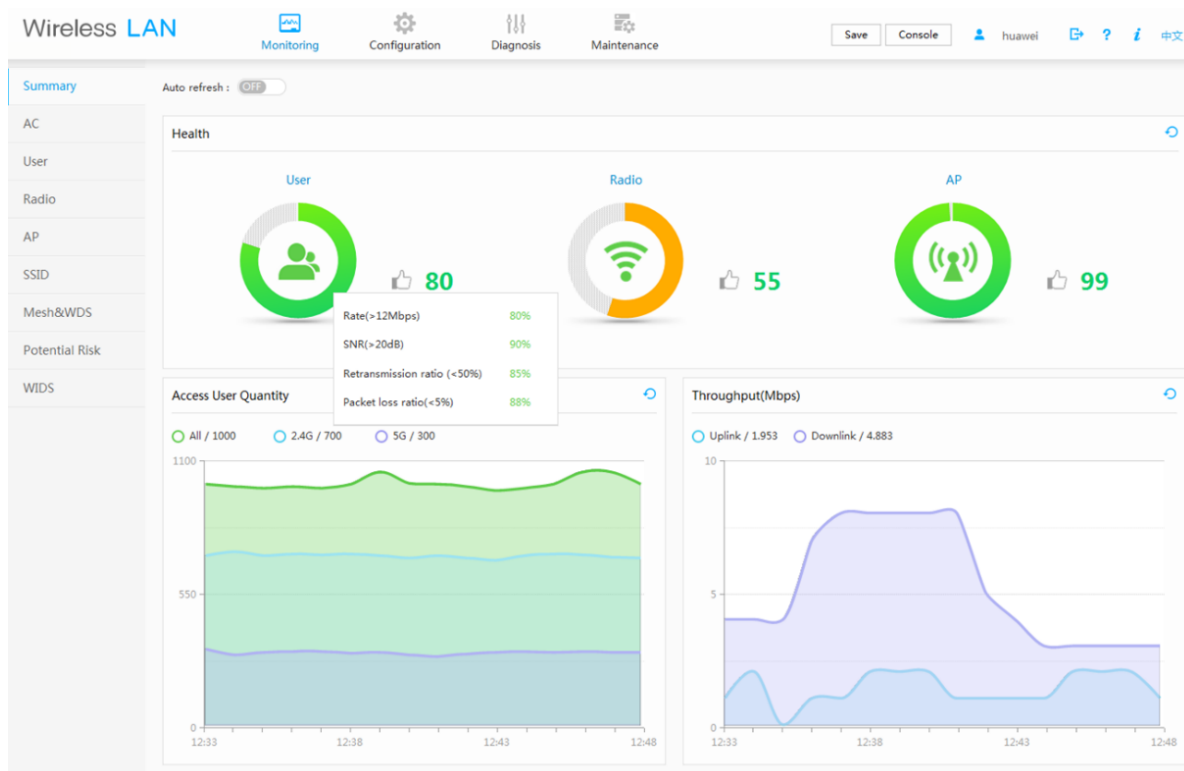 Wireless LAN
Monitoring
Configuration
Diagnosis
Maintenance
Save
Console
huawei
?
i
中文
Summary
AC
User
Radio
AP
SSID
Mesh&WDS
Potential Risk
WIDS
Auto refresh : OFF
Health
User
Radio
AP
80
55
99
Rate(>12Mbps) 80%
SNR(>20dB) 90%
Retransmission ratio (<50%) 85%
Packet loss ratio(<5%) 88%
Access User Quantity
All / 1000 2.4G / 700 5G / 300
1100
550
0
12:33 12:38 12:43 12:48
Throughput(Mbps)
Uplink / 1.953 Downlink / 4.883
10
5
0
12:33 12:38 12:43 12:48